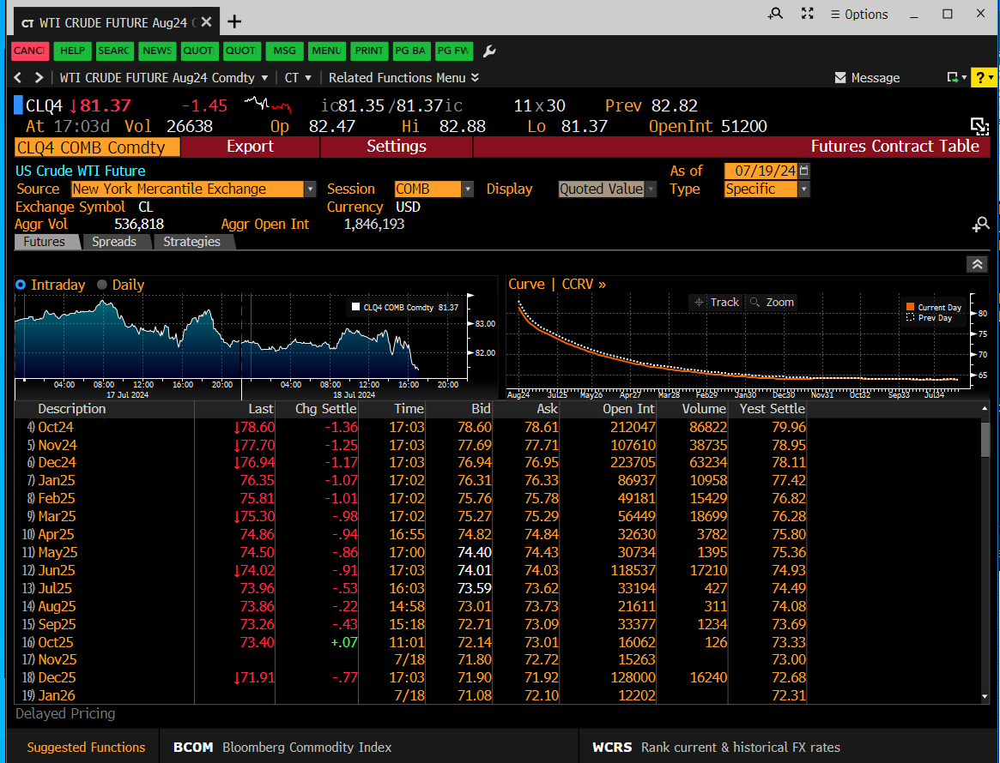 CT WTI CRUDE FUTURE Aug24
Options
CANC HELP SEARC NEWS QUOT QUOT MSG MENU PRINT PG BA PG FW
WTI CRUDE FUTURE Aug24 Comdty CT Related Functions Menu Message ?
CLQ4 ↓81.37 -1.45 ic81.35/81.37ic 11x30 Prev 82.82
At 17:03d Vol 26638 Op 82.47 Hi 82.88 Lo 81.37 OpenInt 51200
CLQ4 COMB Comdty Export Settings Futures Contract Table
US Crude WTI Future As of 07/19/24
Source New York Mercantile Exchange Session COMB Display Quoted Value Type Specific
Exchange Symbol CL Currency USD
Aggr Vol 536,818 Aggr Open Int 1,846,193
Futures Spreads Strategies
Intraday Daily
CLQ4 COMB Comdty 81.37
83.00
82.00
04:00 08:00 12:00 16:00 20:00 04:00 08:00 12:00 16:00 20:00
17 Jul 2024 18 Jul 2024
Curve | CCRV »
Track Zoom
Current Day
Prev Day
80
75
70
65
Aug24 Jul25 May26 Apr27 Mar28 Feb29 Jan30 Dec30 Nov31 Oct32 Sep33 Jul34
Description Last Chg Settle Time Bid Ask Open Int Volume Yest Settle
4) Oct24 ↓78.60 -1.36 17:03 78.60 78.61 212047 86822 79.96
5) Nov24 ↓77.70 -1.25 17:03 77.69 77.71 107610 38735 78.95
6) Dec24 ↓76.94 -1.17 17:03 76.94 76.95 223705 63234 78.11
7) Jan25 76.35 -1.07 17:02 76.31 76.33 86937 10958 77.42
8) Feb25 75.81 -1.01 17:02 75.76 75.78 49181 15429 76.82
9) Mar25 ↓75.30 -.98 17:02 75.27 75.29 56449 18699 76.28
10) Apr25 74.86 -.94 16:55 74.82 74.84 32630 3782 75.80
11) May25 74.50 -.86 17:00 74.40 74.43 30734 1395 75.36
12) Jun25 ↓74.02 -.91 17:03 74.01 74.03 118537 17210 74.93
13) Jul25 73.96 -.53 16:03 73.59 73.62 33194 427 74.49
14) Aug25 73.86 -.22 14:58 73.01 73.73 21611 311 74.08
15) Sep25 73.26 -.43 15:18 72.71 73.09 33377 1234 73.69
16) Oct25 73.40 +.07 11:01 72.14 73.01 16062 126 73.33
17) Nov25 7/18 71.80 72.72 15263 73.00
18) Dec25 ↓71.91 -.77 17:03 71.90 71.92 128000 16240 72.68
19) Jan26 7/18 71.08 72.10 12202 72.31
Delayed Pricing
Suggested Functions BCOM Bloomberg Commodity Index WCRS Rank current & historical FX rates